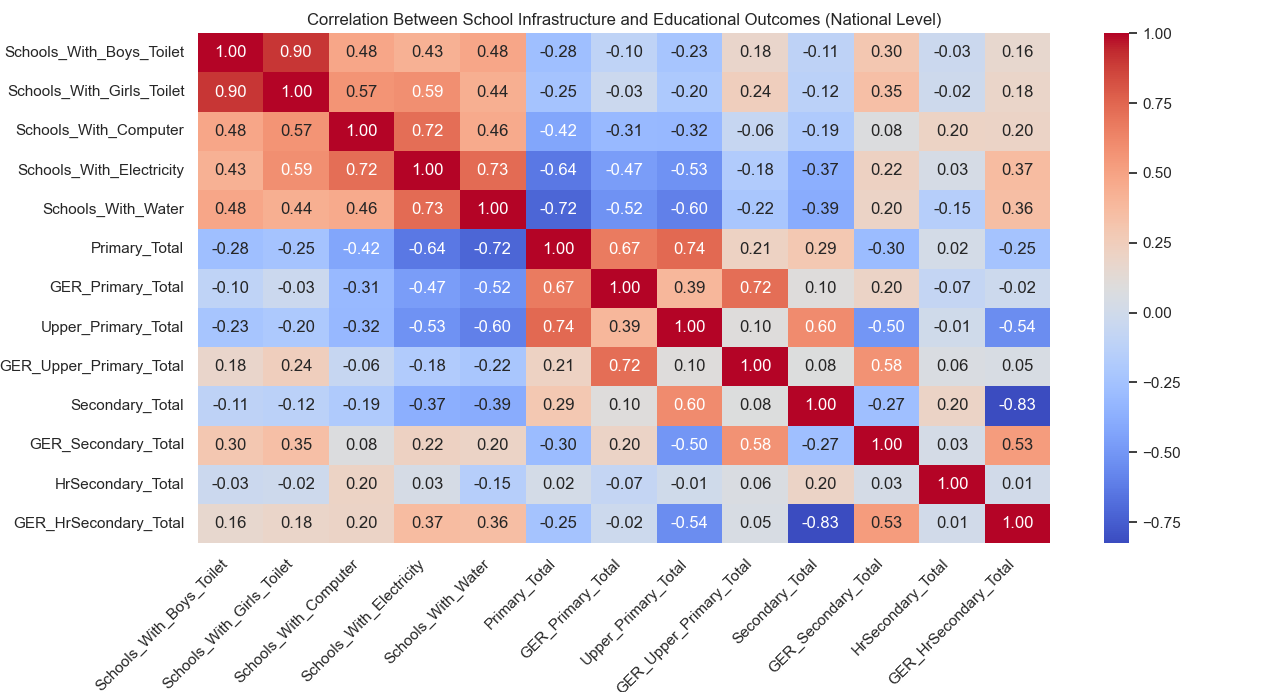 Correlation Between School Infrastructure and Educational Outcomes (National Level)
Schools_With_Boys_Toilet 1.00 0.90 0.48 0.43 0.48 -0.28 -0.10 -0.23 0.18 -0.11 0.30 -0.03 0.16
Schools_With_Girls_Toilet 0.90 1.00 0.57 0.59 0.44 -0.25 -0.03 -0.20 0.24 -0.12 0.35 -0.02 0.18
Schools_With_Computer 0.48 0.57 1.00 0.72 0.46 -0.42 -0.31 -0.32 -0.06 -0.19 0.08 0.20 0.20
Schools_With_Electricity 0.43 0.59 0.72 1.00 0.73 -0.64 -0.47 -0.53 -0.18 -0.37 0.22 0.03 0.37
Schools_With_Water 0.48 0.44 0.46 0.73 1.00 -0.72 -0.52 -0.60 -0.22 -0.39 0.20 -0.15 0.36
Primary_Total -0.28 -0.25 -0.42 -0.64 -0.72 1.00 0.67 0.74 0.21 0.29 -0.30 0.02 -0.25
GER_Primary_Total -0.10 -0.03 -0.31 -0.47 -0.52 0.67 1.00 0.39 0.72 0.10 0.20 -0.07 -0.02
Upper_Primary_Total -0.23 -0.20 -0.32 -0.53 -0.60 0.74 0.39 1.00 0.10 0.60 -0.50 -0.01 -0.54
GER_Upper_Primary_Total 0.18 0.24 -0.06 -0.18 -0.22 0.21 0.72 0.10 1.00 0.08 0.58 0.06 0.05
Secondary_Total -0.11 -0.12 -0.19 -0.37 -0.39 0.29 0.10 0.60 0.08 1.00 -0.27 0.20 -0.83
GER_Secondary_Total 0.30 0.35 0.08 0.22 0.20 -0.30 0.20 -0.50 0.58 -0.27 1.00 0.03 0.53
HrSecondary_Total -0.03 -0.02 0.20 0.03 -0.15 0.02 -0.07 -0.01 0.06 0.20 0.03 1.00 0.01
GER_HrSecondary_Total 0.16 0.18 0.20 0.37 0.36 -0.25 -0.02 -0.54 0.05 -0.83 0.53 0.01 1.00
Schools_With_Boys_Toilet
Schools_With_Girls_Toilet
Schools_With_Computer
Schools_With_Electricity
Schools_With_Water
Primary_Total
GER_Primary_Total
Upper_Primary_Total
GER_Upper_Primary_Total
Secondary_Total
GER_Secondary_Total
HrSecondary_Total
GER_HrSecondary_Total
1.00
0.75
0.50
0.25
0.00
−0.25
−0.50
−0.75